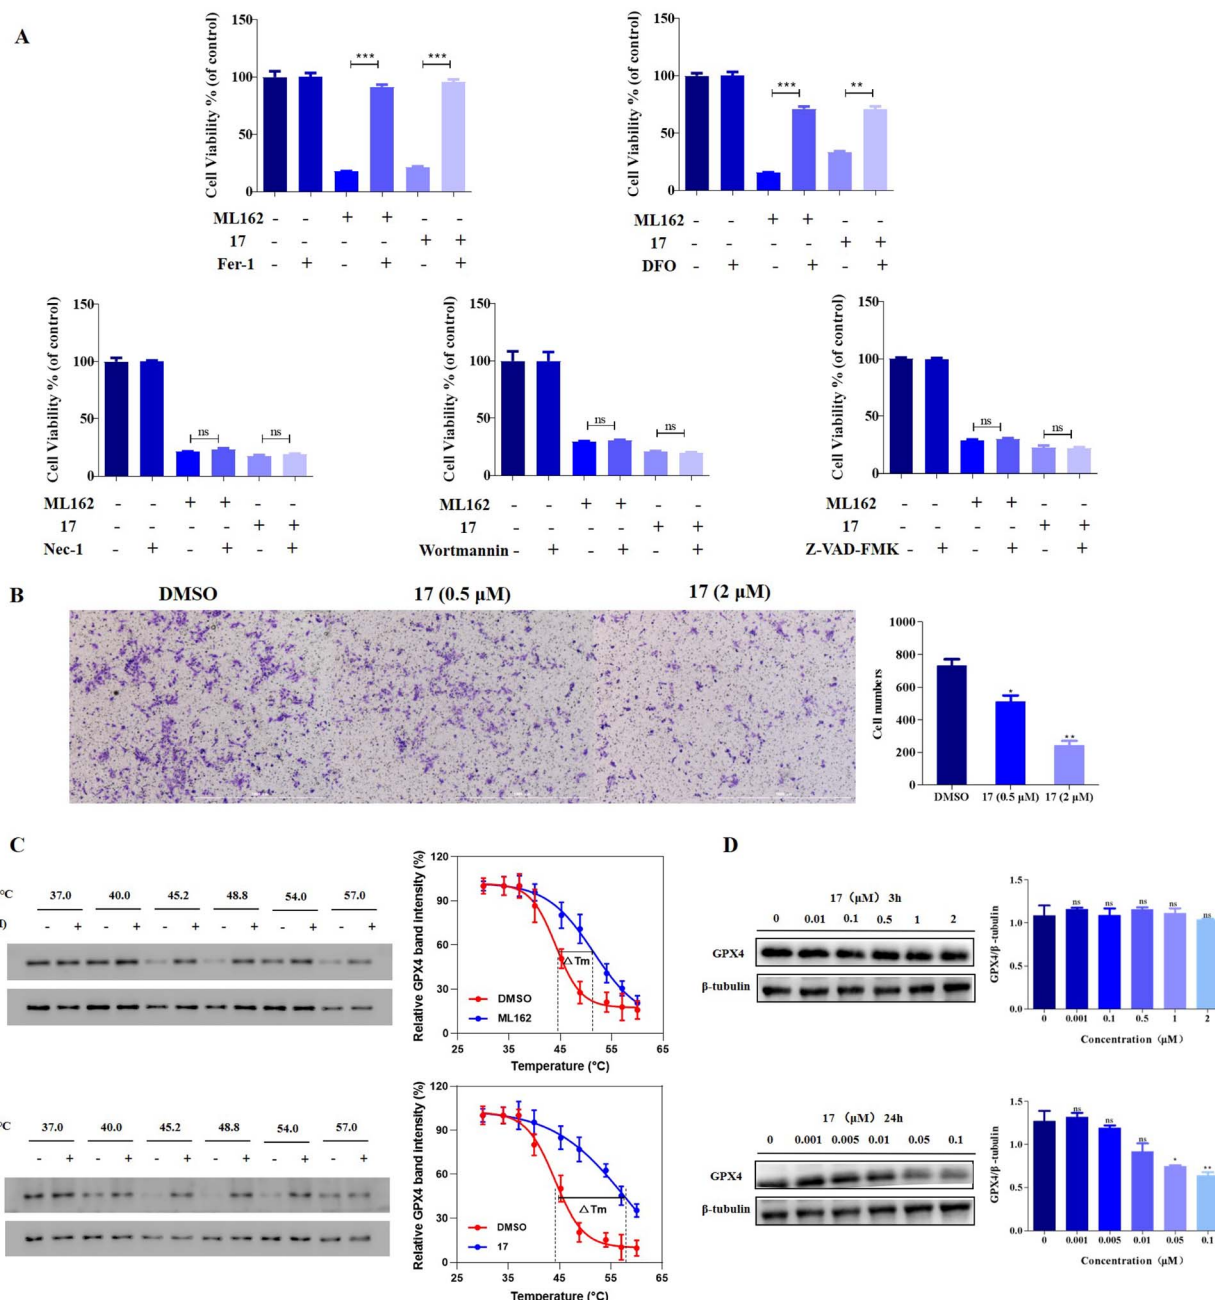 A
Cell Viability % (of control)
150
100
50
0
*** ***
ML162 - - + + - -
17 - - - - + +
Fer-1 - + - + - +
Cell Viability % (of control)
150
100
50
0
*** **
ML162 - - + + - -
17 - - - - + +
DFO - + - + - +
Cell Viability % (of control)
150
100
50
0
ns ns
ML162 - - + + - -
17 - - - - + +
Nec-1 - + - + - +
Cell Viability % (of control)
150
100
50
0
ns ns
ML162 - - + + - -
17 - - - - + +
Wortmannin - + - + - +
Cell Viability % (of control)
150
100
50
0
ns ns
ML162 - - + + - -
17 - - - - + +
Z-VAD-FMK - + - + - +
B
DMSO 17 (0.5 μM) 17 (2 μM)
Cell numbers
1000
800
600
400
200
0
* **
DMSO 17 (0.5 μM) 17 (2 μM)
C
°C 37.0 40.0 45.2 48.8 54.0 57.0
- + - + - + - + - + - +
Relative GPX4 band intensity (%)
120
90
60
30
0
△ Tm
DMSO
ML162
25 35 45 55 65
Temperature (°C)
°C 37.0 40.0 45.2 48.8 54.0 57.0
- + - + - + - + - + - +
Relative GPX4 band intensity (%)
120
90
60
30
0
△ Tm
DMSO
17
25 35 45 55 65
Temperature (°C)
D
17 (μM) 3h
0 0.01 0.1 0.5 1 2
GPX4
β-tubulin
GPX4/β-tubulin
1.5
1.0
0.5
0.0
ns ns ns ns ns
0 0.001 0.1 0.5 1 2
Concentration (μM)
17 (μM) 24h
0 0.001 0.005 0.01 0.05 0.1
GPX4
β-tubulin
GPX4/β-tubulin
1.5
1.0
0.5
0.0
ns ns ns * **
0 0.001 0.005 0.01 0.05 0.1
Concentration (μM)